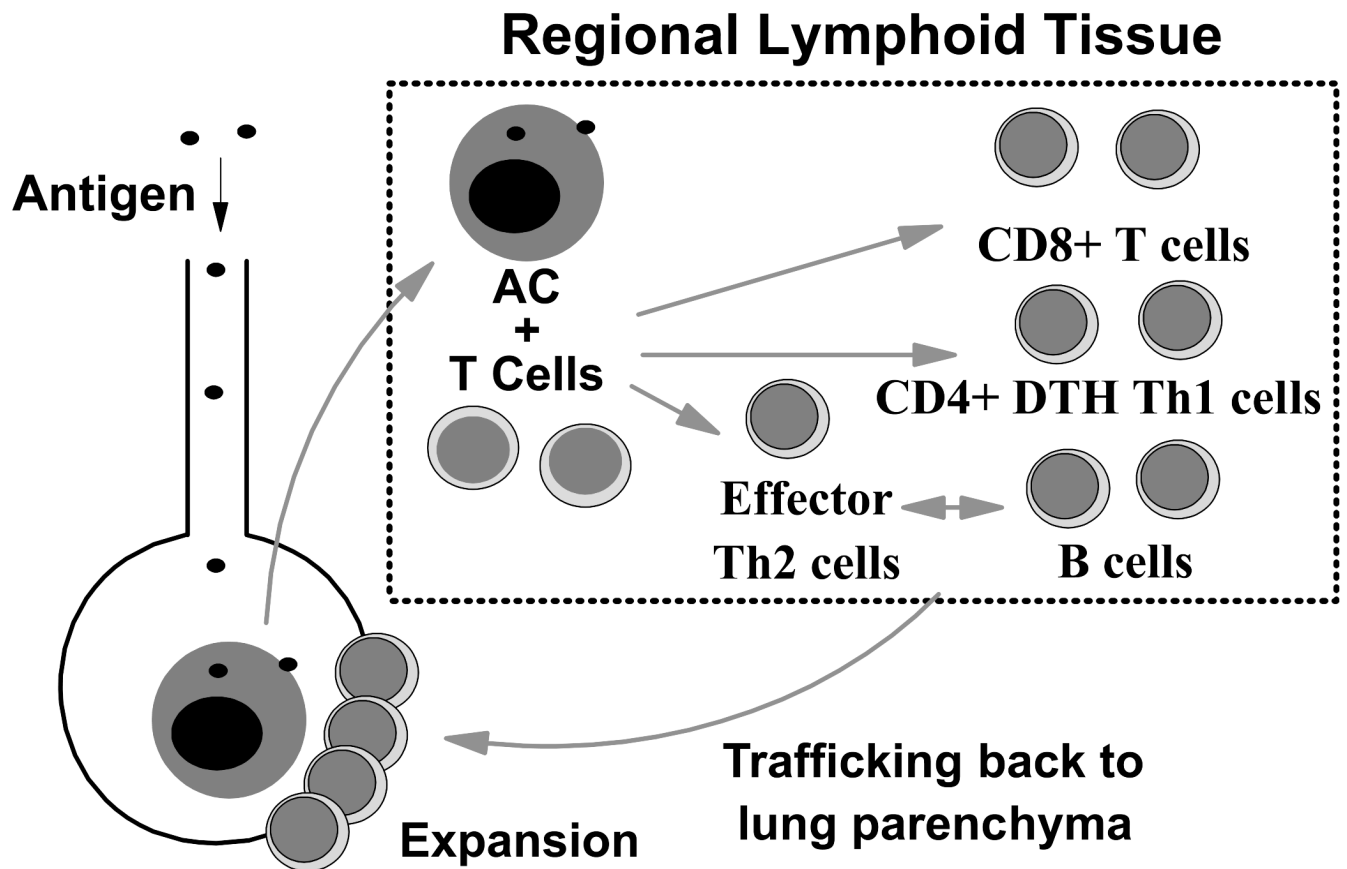 Regional Lymphoid Tissue
Antigen
AC
+
T Cells
CD8+ T cells
CD4+ DTH Th1 cells
Effector
Th2 cells
B cells
Trafficking back to
lung parenchyma
Expansion